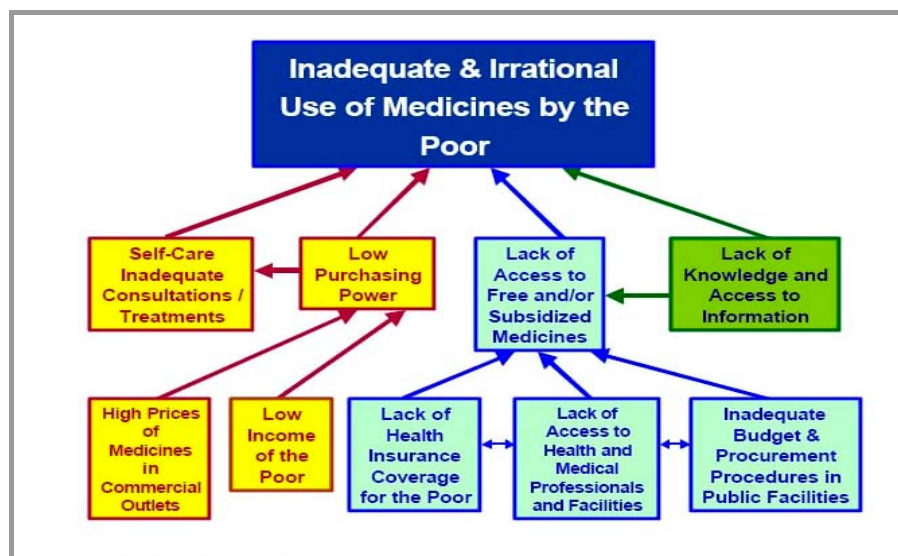 Inadequate & Irrational
Use of Medicines by the
Poor
Self-Care
Inadequate
Consultations /
Treatments
Low
Purchasing
Power
Lack of
Access to
Free and/or
Subsidized
Medicines
Lack of
Knowledge and
Access to
Information
High Prices
of
Medicines
in
Commercial
Outlets
Low
Income
of the
Poor
Lack of
Health
Insurance
Coverage
for the Poor
Lack of
Access to
Health and
Medical
Professionals
and Facilities
Inadequate
Budget &
Procurement
Procedures in
Public Facilities